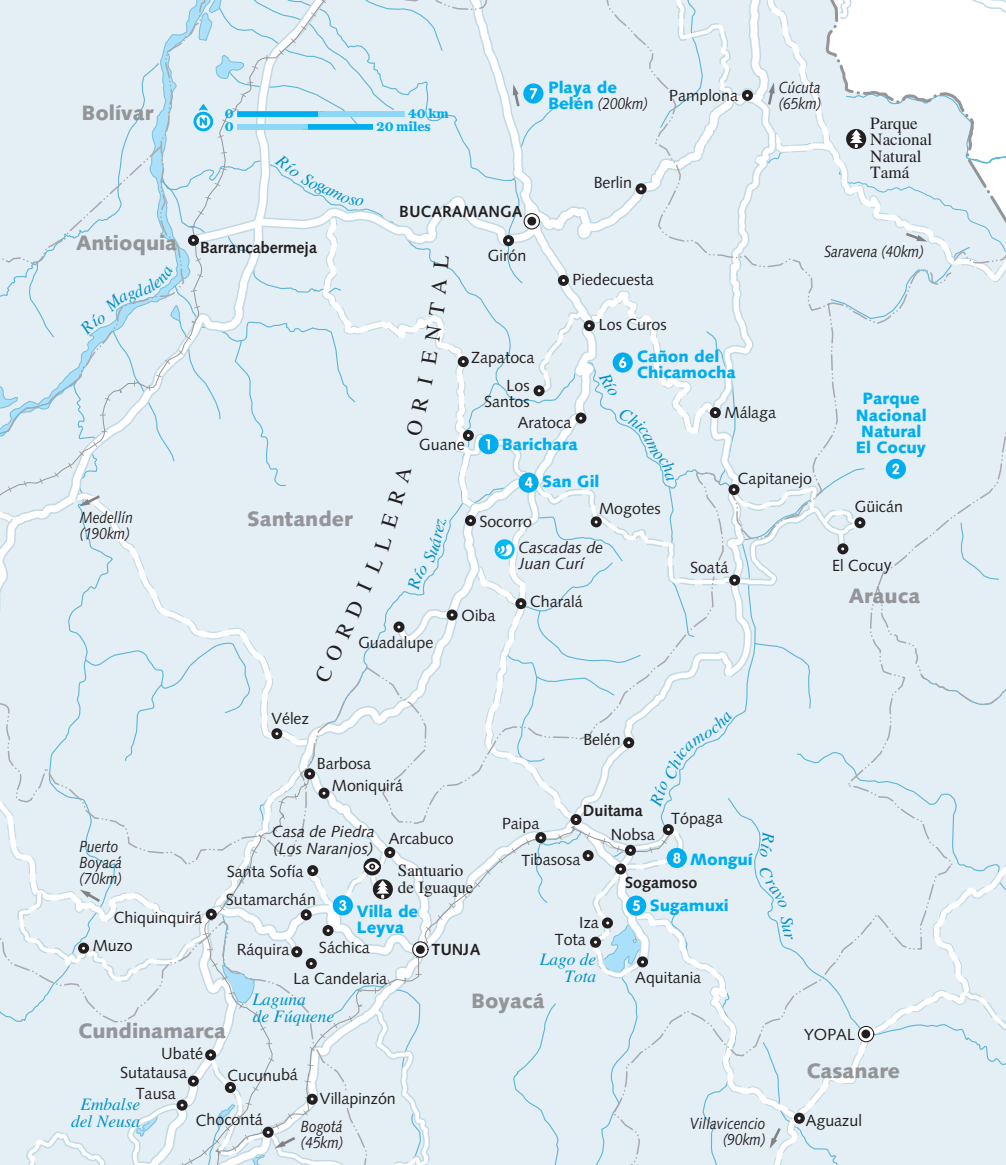 Bolívar
0
40 km
N
0
20 miles
7
Playa de
Belén (200km)
Pamplona
Cúcuta
(65km)
Parque
Nacional
Natural
Tamá
Río Sogamoso
Berlin
BUCARAMANGA
Antioquia
Barrancabermeja
Girón
Saravena (40km)
Río Magdalena
Piedecuesta
CORDILLERA ORIENTAL
Los Curos
Zapatoca
6
Cañon del
Chicamocha
Los
Santos
Río Chicamocha
Aratoca
Málaga
Parque
Nacional
Natural
El Cocuy
2
Guane
1
Barichara
4
San Gil
Capitanejo
Medellín
(190km)
Santander
Socorro
Mogotes
Güicán
Río Suárez
Cascadas de
Juan Curí
El Cocuy
Soatá
Arauca
Charalá
Oiba
Guadalupe
Vélez
Belén
Río Chicamocha
Barbosa
Moniquirá
Duitama
Tópaga
Paipa
Nobsa
Casa de Piedra
(Los Naranjos)
Arcabuco
Puerto
Boyacá
(70km)
Tibasosa
8
Monguí
Río Cravo Sur
Santa Sofía
Santuario
de Iguaque
Sogamoso
Sutamarchán
3
Villa de
Leyva
5
Sugamuxi
Chiquinquirá
Iza
Muzo
Ráquira
Sáchica
TUNJA
Tota
Lago de
Tota
La Candelaria
Aquitania
Laguna
de Fúquene
Boyacá
Cundinamarca
YOPAL
Ubaté
Casanare
Sutatausa
Cucunubá
Tausa
Embalse
del Neusa
Villapinzón
Chocontá
Bogotá
(45km)
Villavicencio
(90km)
Aguazul